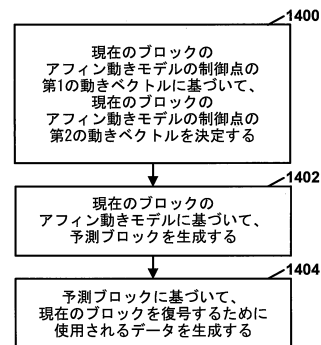 1400
現在のブロックの
アフィン動きモデルの制御点の
第1の動きベクトルに基づいて、
現在のブロックの
アフィン動きモデルの制御点の
第2の動きベクトルを決定する
1402
現在のブロックの
アフィン動きモデルに基づいて、
予測ブロックを生成する
1404
予測ブロックに基づいて、
現在のブロックを復号するために
使用されるデータを生成する